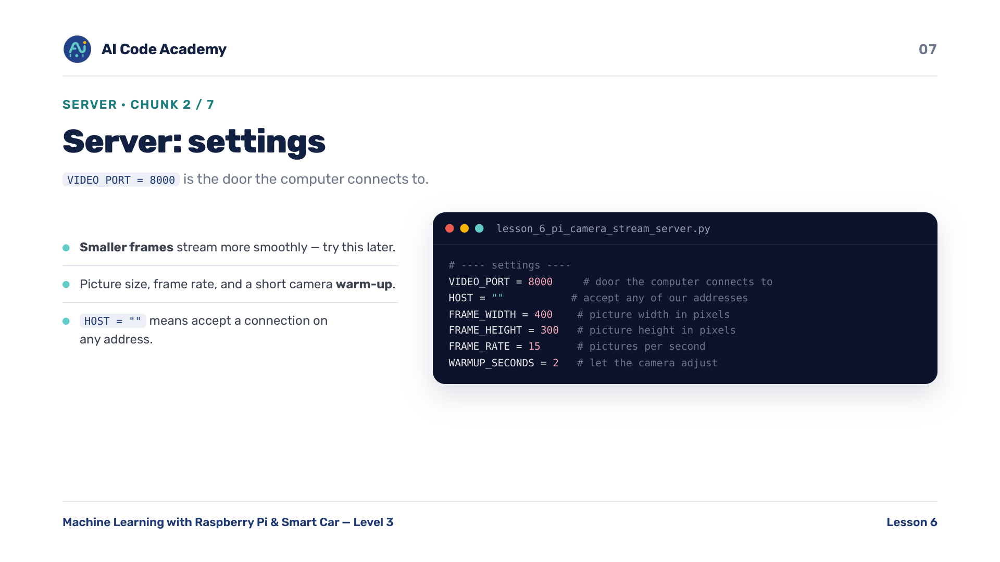 AI Code Academy
07
SERVER • CHUNK 2 / 7
Server: settings
VIDEO_PORT = 8000 is the door the computer connects to.
Smaller frames stream more smoothly — try this later.
Picture size, frame rate, and a short camera warm-up.
HOST = "" means accept a connection on
any address.
lesson_6_pi_camera_stream_server.py
# ---- settings ----
VIDEO_PORT = 8000     # door the computer connects to
HOST = ""           # accept any of our addresses
FRAME_WIDTH = 400    # picture width in pixels
FRAME_HEIGHT = 300   # picture height in pixels
FRAME_RATE = 15      # pictures per second
WARMUP_SECONDS = 2   # let the camera adjust
Machine Learning with Raspberry Pi & Smart Car — Level 3
Lesson 6